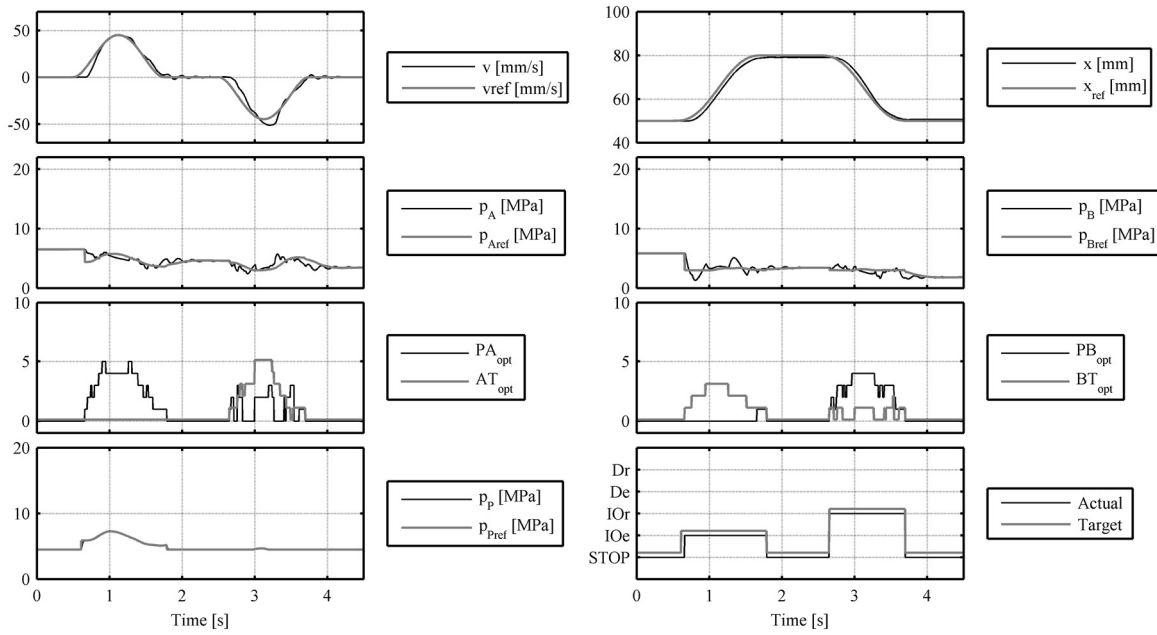 50
0
-50
v [mm/s]
vref [mm/s]
100
80
60
40
x [mm]
x_ref [mm]
20
10
0
p_A [MPa]
p_Aref [MPa]
20
10
0
p_B [MPa]
p_Bref [MPa]
10
5
0
PA_opt
AT_opt
10
5
0
PB_opt
BT_opt
20
10
0
p_P [MPa]
p_Pref [MPa]
Dr
De
IOr
IOe
STOP
Actual
Target
0 1 2 3 4
Time [s]
0 1 2 3 4
Time [s]